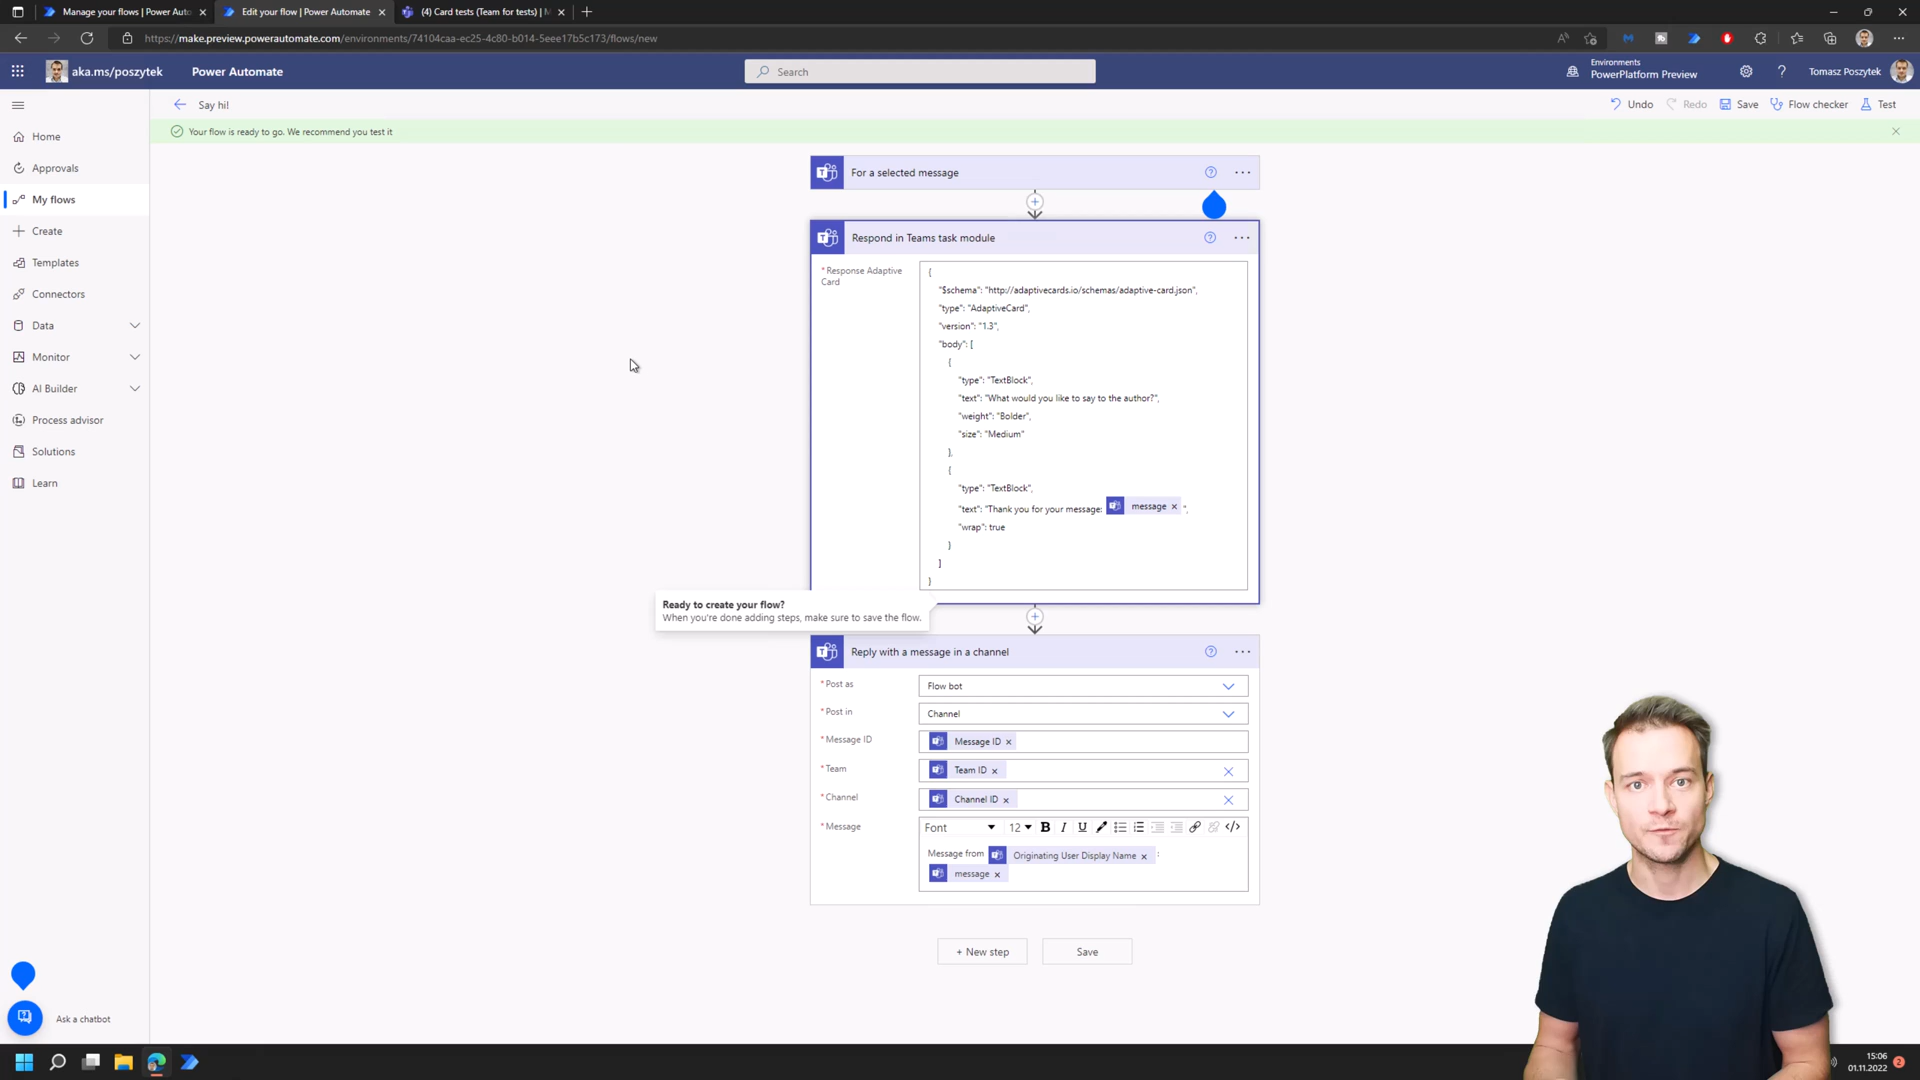 Manage your flows | Power Auto
Edit your flow | Power Automate
(4) Card tests (Team for tests) | M
https://make.preview.powerautomate.com/environments/74104caa-ec25-4c80-b014-5eee17b5c173/flows/new
aka.ms/poszytek
Power Automate
Search
Environments
PowerPlatform Preview
Tomasz Poszytek
Say hi!
Undo
Redo
Save
Flow checker
Test
Your flow is ready to go. We recommend you test it
Home
Approvals
My flows
Create
Templates
Connectors
Data
Monitor
AI Builder
Process advisor
Solutions
Learn
Ask a chatbot
For a selected message
Respond in Teams task module
* Response Adaptive
Card
{
"$schema": "http://adaptivecards.io/schemas/adaptive-card.json",
"type": "AdaptiveCard",
"version": "1.3",
"body": [
{
"type": "TextBlock",
"text": "What would you like to say to the author?",
"weight": "Bolder",
"size": "Medium"
},
{
"type": "TextBlock",
"text": "Thank you for your message: message ",
"wrap": true
}
]
}
Ready to create your flow?
When you're done adding steps, make sure to save the flow.
Reply with a message in a channel
* Post as
Flow bot
* Post in
Channel
* Message ID
Message ID
* Team
Team ID
* Channel
Channel ID
* Message
Font
12
B I U </>
Message from Originating User Display Name :
message
+ New step
Save
15:06
01.11.2022
2